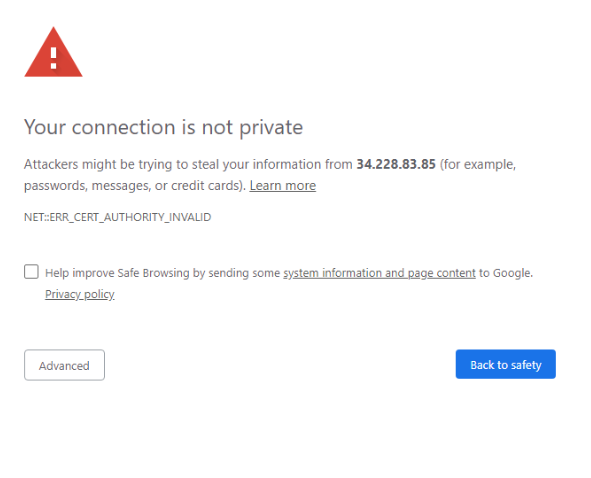 Your connection is not private
Attackers might be trying to steal your information from 34.228.83.85 (for example,
passwords, messages, or credit cards). Learn more
NET::ERR_CERT_AUTHORITY_INVALID
Help improve Safe Browsing by sending some system information and page content to Google.
Privacy policy
Advanced
Back to safety